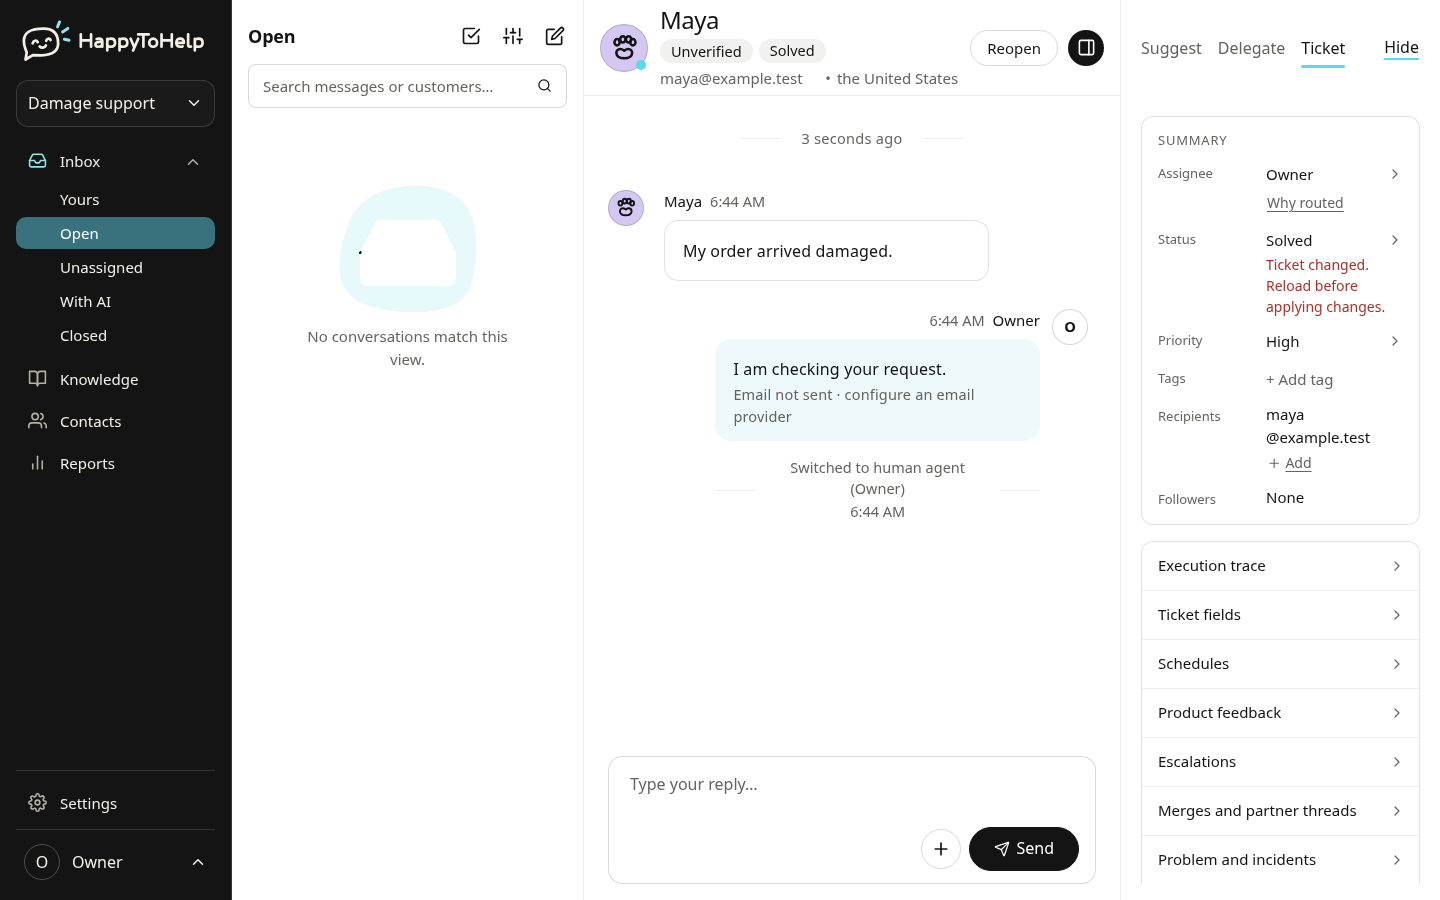 HappyToHelp
Damage support
Inbox
Yours
Open
Unassigned
With AI
Closed
Knowledge
Contacts
Reports
Settings
O
Owner
Open
Search messages or customers...
No conversations match this
view.
Maya
Unverified
Solved
maya@example.test • the United States
Reopen
3 seconds ago
Maya 6:44 AM
My order arrived damaged.
6:44 AM Owner
O
I am checking your request.
Email not sent · configure an email
provider
Switched to human agent
(Owner)
6:44 AM
Type your reply...
Send
Suggest
Delegate
Ticket
Hide
SUMMARY
Assignee
Owner
Why routed
Status
Solved
Ticket changed.
Reload before
applying changes.
Priority
High
Tags
+ Add tag
Recipients
maya
@example.test
+ Add
Followers
None
Execution trace
Ticket fields
Schedules
Product feedback
Escalations
Merges and partner threads
Problem and incidents